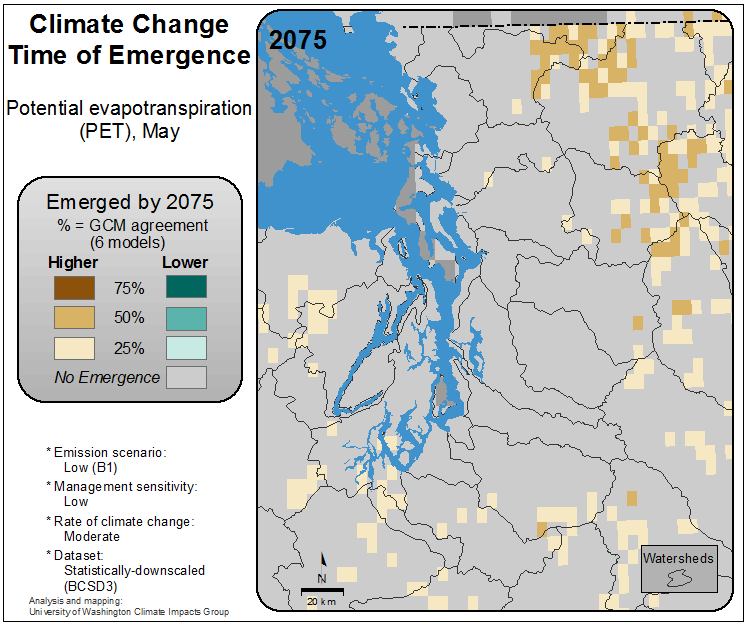 Climate Change
Time of Emergence
Potential evapotranspiration
(PET), May
Emerged by 2075
% = GCM agreement
(6 models)
Higher Lower
75%
50%
25%
No Emergence
* Emission scenario:
Low (B1)
* Management sensitivity:
Low
* Rate of climate change:
Moderate
* Dataset:
Statistically-downscaled
(BCSD3)
Analysis and mapping:
University of Washington Climate Impacts Group
2075
N
20 km
Watersheds